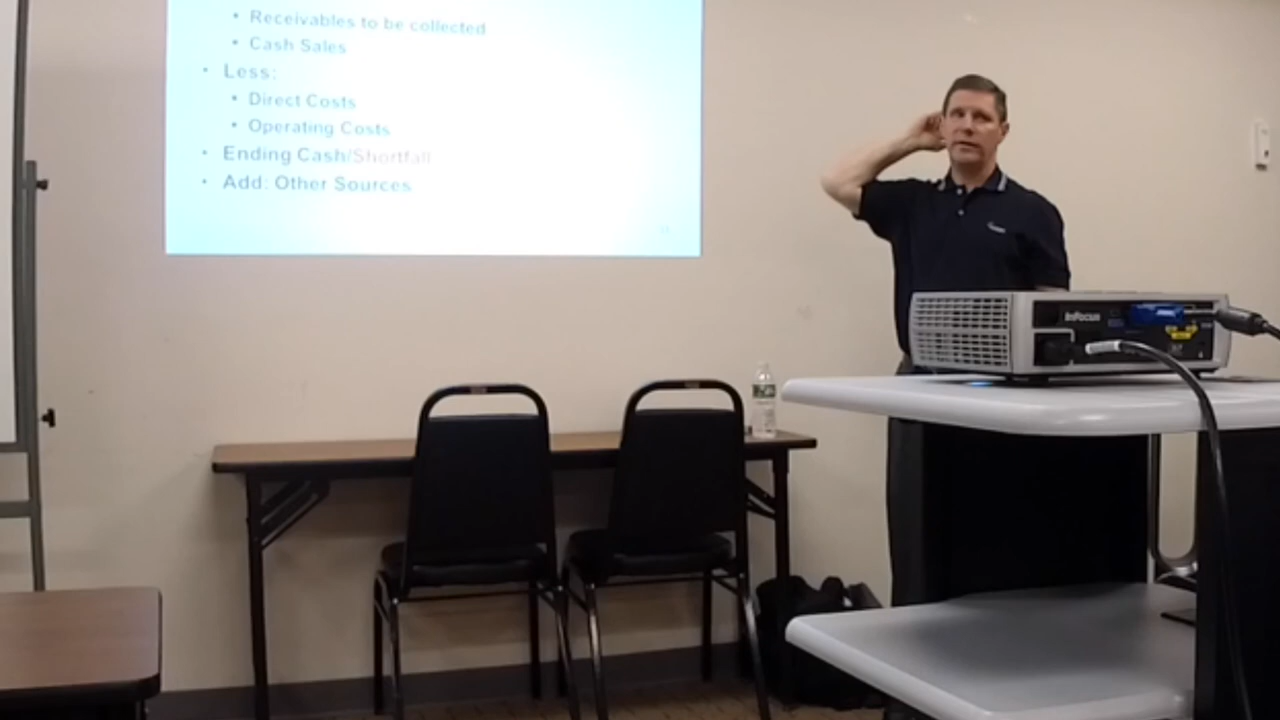 • Receivables to be collected
• Cash Sales
• Less:
• Direct Costs
• Operating Costs
• Ending Cash/Shortfall
• Add: Other Sources
InFocus